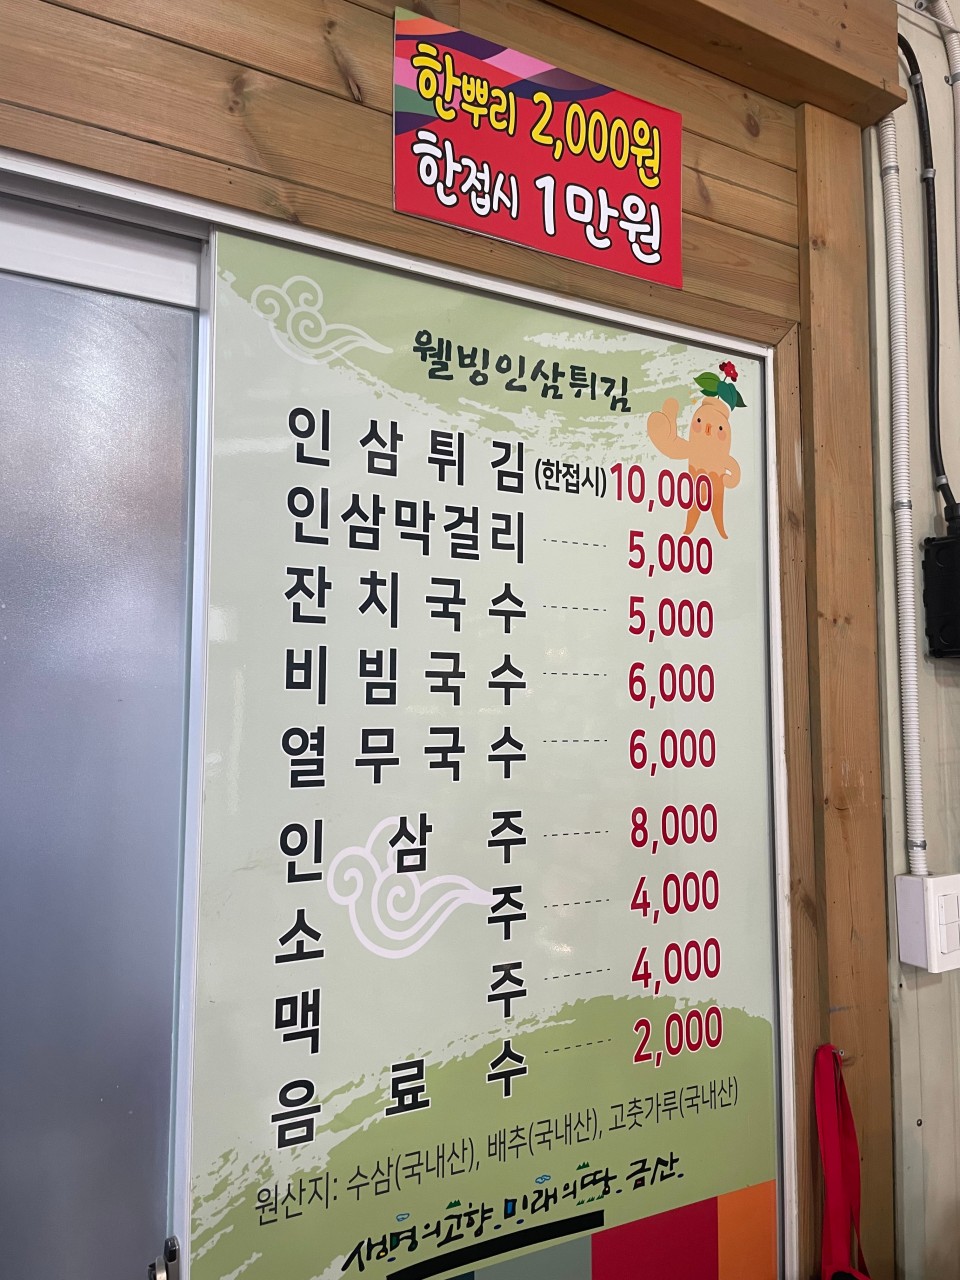 한뿌리 2,000원
한접시 1만원
웰빙인삼튀김
인삼튀김(한접시) 10,000
인삼막걸리 5,000
잔치국수 5,000
비빔국수 6,000
열무국수 6,000
인삼주 8,000
소주 4,000
맥주 4,000
음료수 2,000
원산지: 수삼(국내산), 배추(국내산), 고춧가루(국내산)
생명의고향 미래의땅 금산